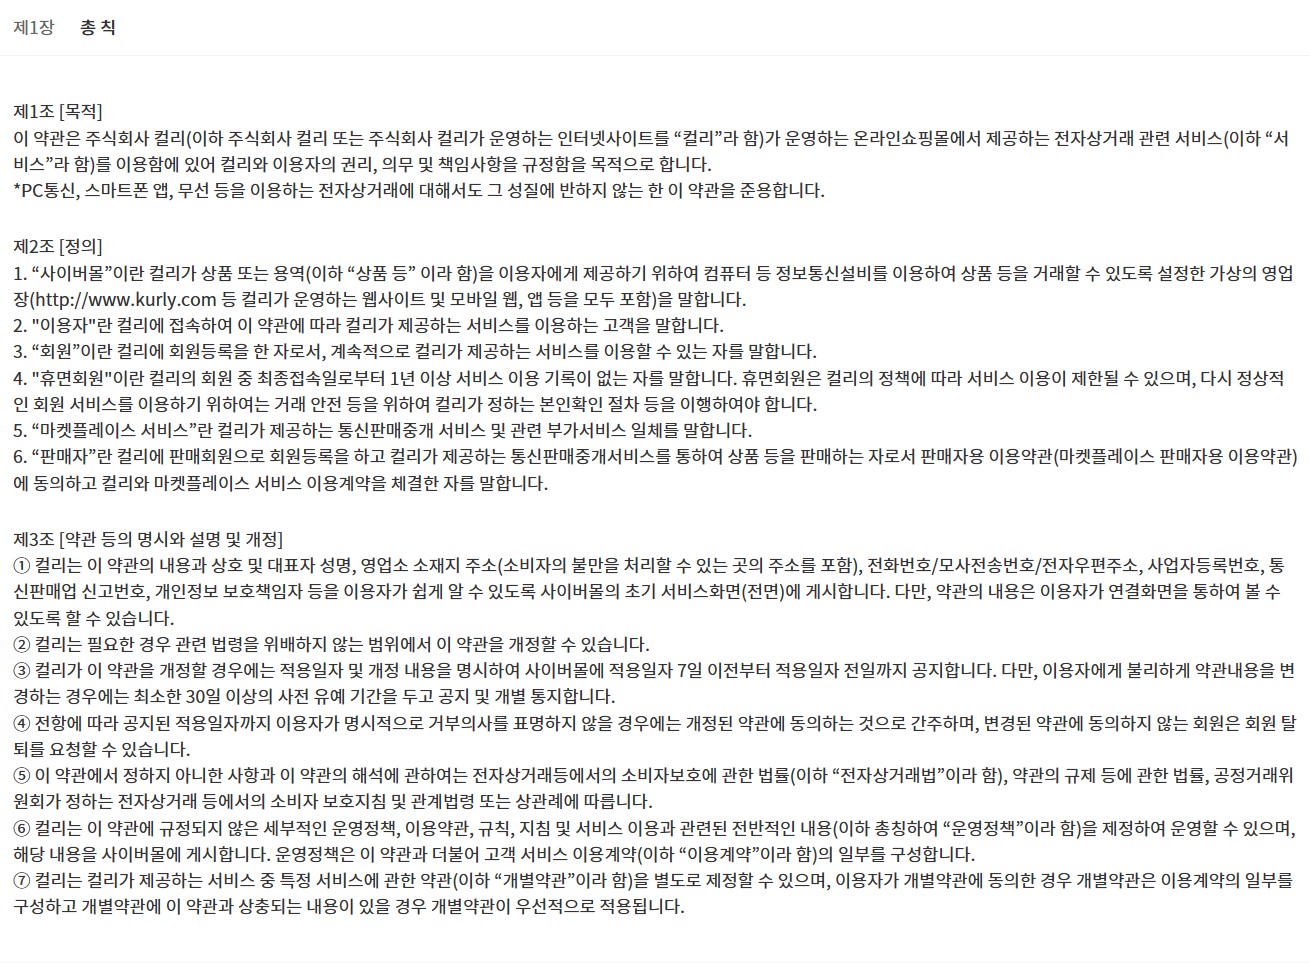 제1장 총 칙
제1조 [목적]
이 약관은 주식회사 컬리(이하 주식회사 컬리 또는 주식회사 컬리가 운영하는 인터넷사이트를 “컬리”라 함)가 운영하는 온라인쇼핑몰에서 제공하는 전자상거래 관련 서비스(이하 “서
비스”라 함)를 이용함에 있어 컬리와 이용자의 권리, 의무 및 책임사항을 규정함을 목적으로 합니다.
*PC통신, 스마트폰 앱, 무선 등을 이용하는 전자상거래에 대해서도 그 성질에 반하지 않는 한 이 약관을 준용합니다.
제2조 [정의]
1. “사이버몰”이란 컬리가 상품 또는 용역(이하 “상품 등” 이라 함)을 이용자에게 제공하기 위하여 컴퓨터 등 정보통신설비를 이용하여 상품 등을 거래할 수 있도록 설정한 가상의 영업
장(http://www.kurly.com 등 컬리가 운영하는 웹사이트 및 모바일 웹, 앱 등을 모두 포함)을 말합니다.
2. "이용자"란 컬리에 접속하여 이 약관에 따라 컬리가 제공하는 서비스를 이용하는 고객을 말합니다.
3. “회원”이란 컬리에 회원등록을 한 자로서, 계속적으로 컬리가 제공하는 서비스를 이용할 수 있는 자를 말합니다.
4. "휴면회원"이란 컬리의 회원 중 최종접속일로부터 1년 이상 서비스 이용 기록이 없는 자를 말합니다. 휴면회원은 컬리의 정책에 따라 서비스 이용이 제한될 수 있으며, 다시 정상적
인 회원 서비스를 이용하기 위하여는 거래 안전 등을 위하여 컬리가 정하는 본인확인 절차 등을 이행하여야 합니다.
5. “마켓플레이스 서비스”란 컬리가 제공하는 통신판매중개 서비스 및 관련 부가서비스 일체를 말합니다.
6. “판매자”란 컬리에 판매회원으로 회원등록을 하고 컬리가 제공하는 통신판매중개서비스를 통하여 상품 등을 판매하는 자로서 판매자용 이용약관(마켓플레이스 판매자용 이용약관)
에 동의하고 컬리와 마켓플레이스 서비스 이용계약을 체결한 자를 말합니다.
제3조 [약관 등의 명시와 설명 및 개정]
① 컬리는 이 약관의 내용과 상호 및 대표자 성명, 영업소 소재지 주소(소비자의 불만을 처리할 수 있는 곳의 주소를 포함), 전화번호/모사전송번호/전자우편주소, 사업자등록번호, 통
신판매업 신고번호, 개인정보 보호책임자 등을 이용자가 쉽게 알 수 있도록 사이버몰의 초기 서비스화면(전면)에 게시합니다. 다만, 약관의 내용은 이용자가 연결화면을 통하여 볼 수
있도록 할 수 있습니다.
② 컬리는 필요한 경우 관련 법령을 위배하지 않는 범위에서 이 약관을 개정할 수 있습니다.
③ 컬리가 이 약관을 개정할 경우에는 적용일자 및 개정 내용을 명시하여 사이버몰에 적용일자 7일 이전부터 적용일자 전일까지 공지합니다. 다만, 이용자에게 불리하게 약관내용을 변
경하는 경우에는 최소한 30일 이상의 사전 유예 기간을 두고 공지 및 개별 통지합니다.
④ 전항에 따라 공지된 적용일자까지 이용자가 명시적으로 거부의사를 표명하지 않을 경우에는 개정된 약관에 동의하는 것으로 간주하며, 변경된 약관에 동의하지 않는 회원은 회원 탈
퇴를 요청할 수 있습니다.
⑤ 이 약관에서 정하지 아니한 사항과 이 약관의 해석에 관하여는 전자상거래등에서의 소비자보호에 관한 법률(이하 “전자상거래법”이라 함), 약관의 규제 등에 관한 법률, 공정거래위
원회가 정하는 전자상거래 등에서의 소비자 보호지침 및 관계법령 또는 상관례에 따릅니다.
⑥ 컬리는 이 약관에 규정되지 않은 세부적인 운영정책, 이용약관, 규칙, 지침 및 서비스 이용과 관련된 전반적인 내용(이하 총칭하여 “운영정책”이라 함)을 제정하여 운영할 수 있으며,
해당 내용을 사이버몰에 게시합니다. 운영정책은 이 약관과 더불어 고객 서비스 이용계약(이하 “이용계약”이라 함)의 일부를 구성합니다.
⑦ 컬리는 컬리가 제공하는 서비스 중 특정 서비스에 관한 약관(이하 “개별약관”이라 함)을 별도로 제정할 수 있으며, 이용자가 개별약관에 동의한 경우 개별약관은 이용계약의 일부를
구성하고 개별약관에 이 약관과 상충되는 내용이 있을 경우 개별약관이 우선적으로 적용됩니다.